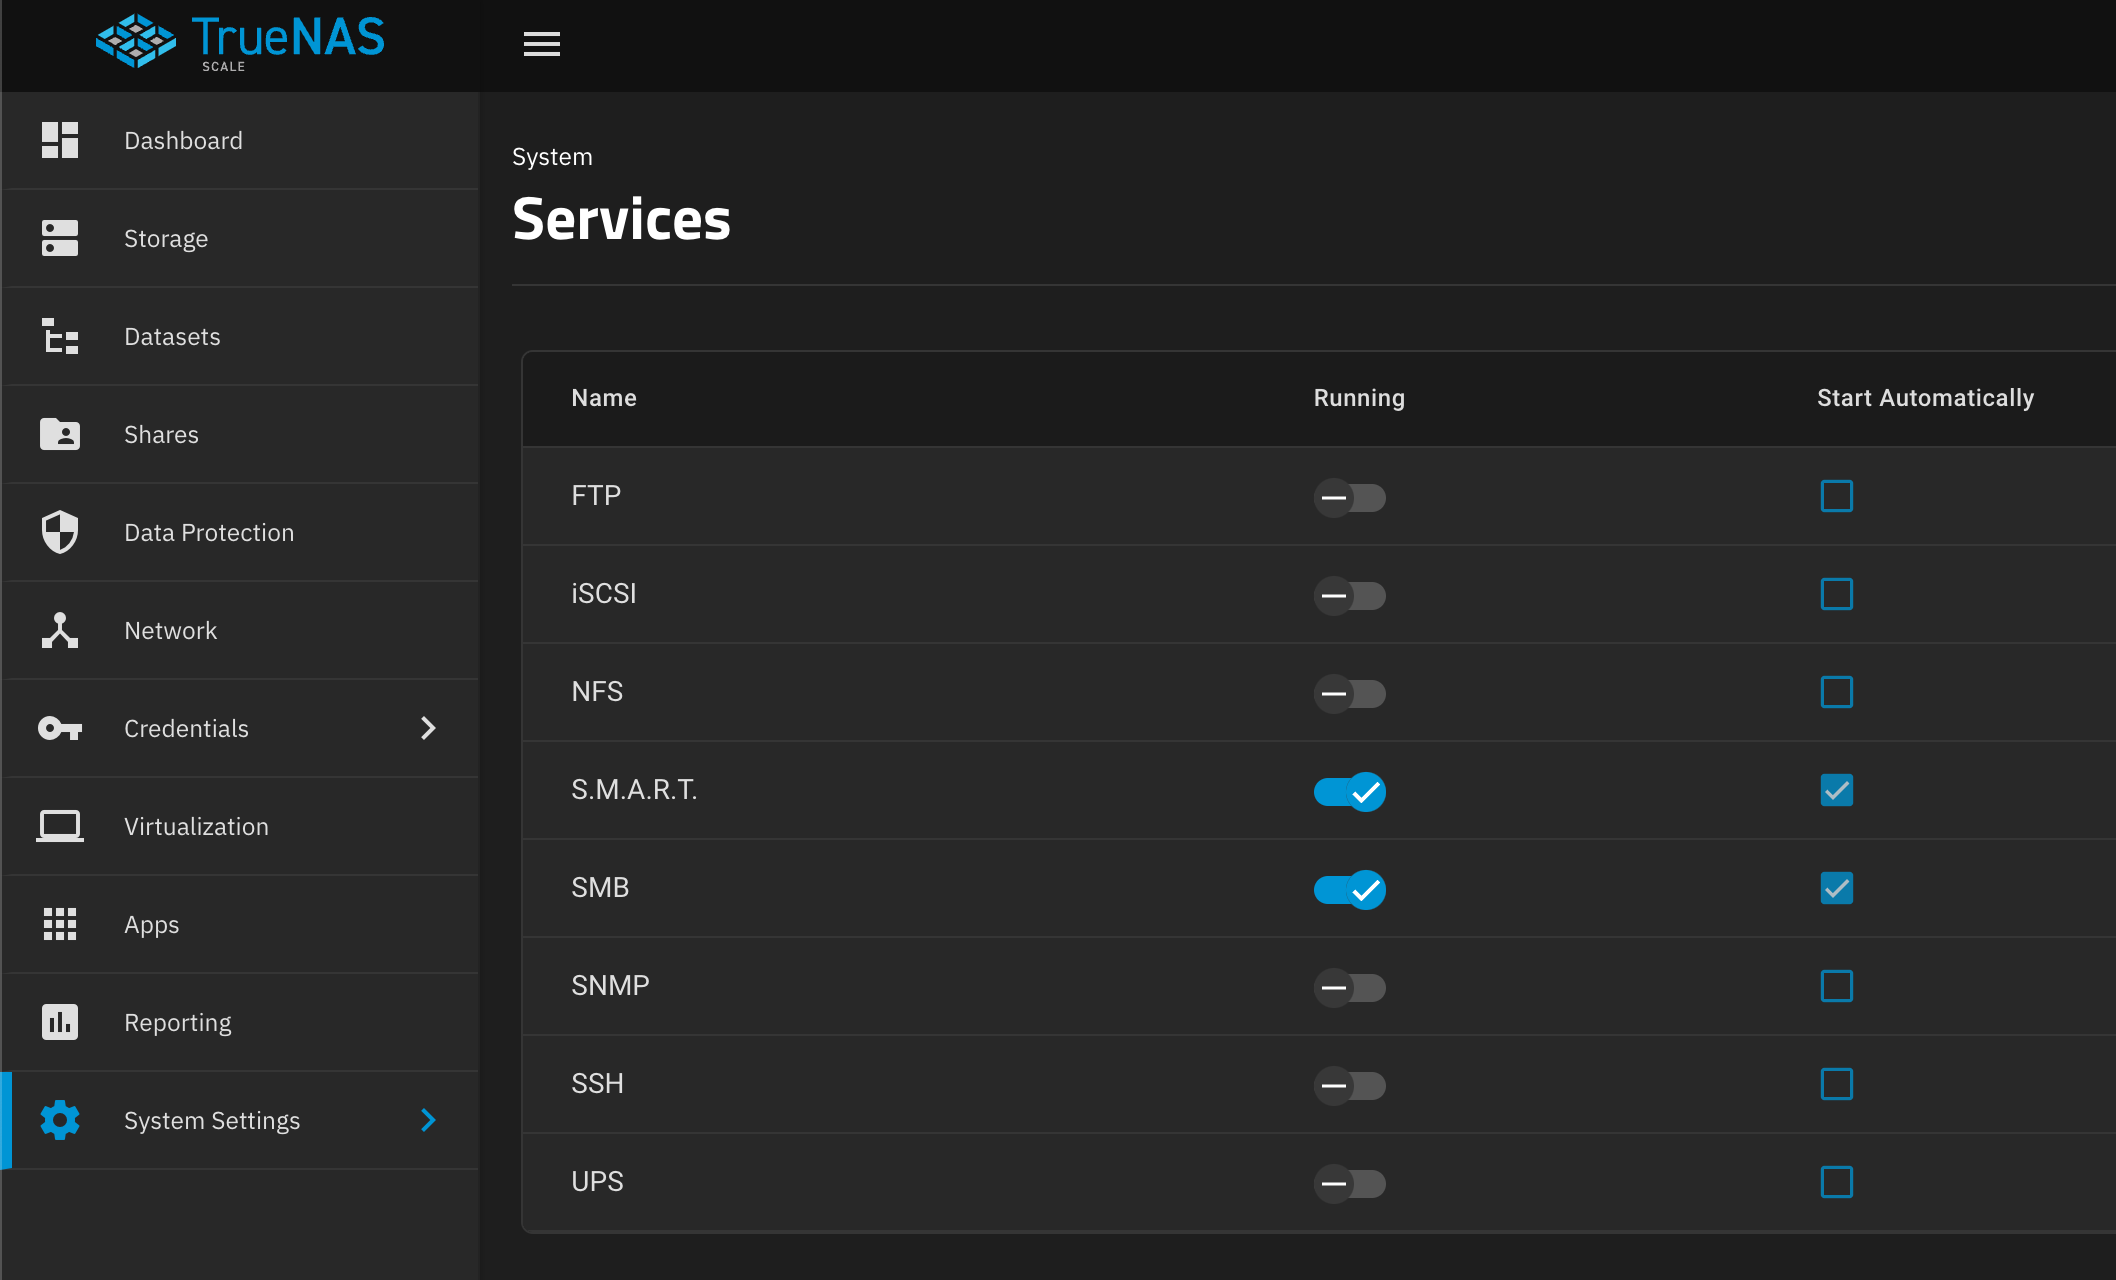 TrueNAS
SCALE
Dashboard
Storage
Datasets
Shares
Data Protection
Network
Credentials
Virtualization
Apps
Reporting
System Settings
System
Services
Name Running Start Automatically
FTP
iSCSI
NFS
S.M.A.R.T.
SMB
SNMP
SSH
UPS